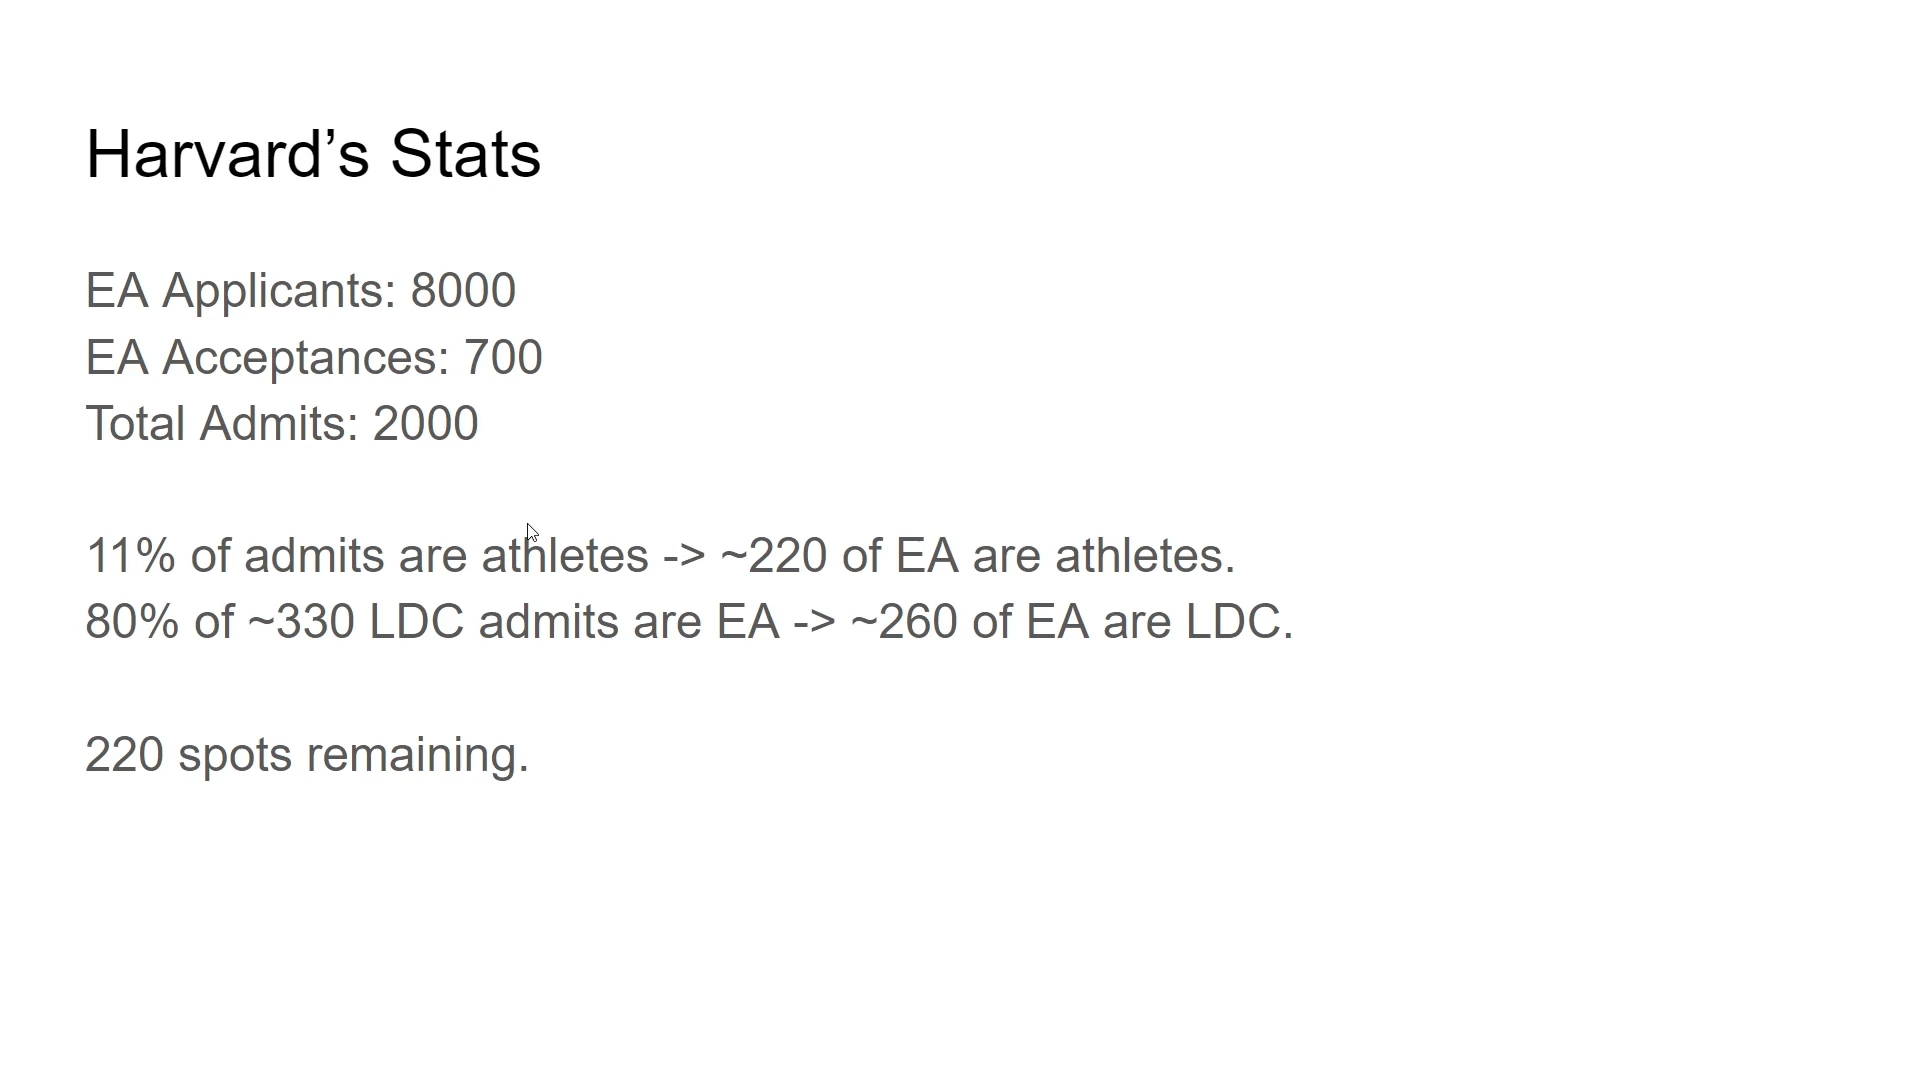 Harvard’s Stats
EA Applicants: 8000
EA Acceptances: 700
Total Admits: 2000
11% of admits are athletes -> ~220 of EA are athletes.
80% of ~330 LDC admits are EA -> ~260 of EA are LDC.
220 spots remaining.